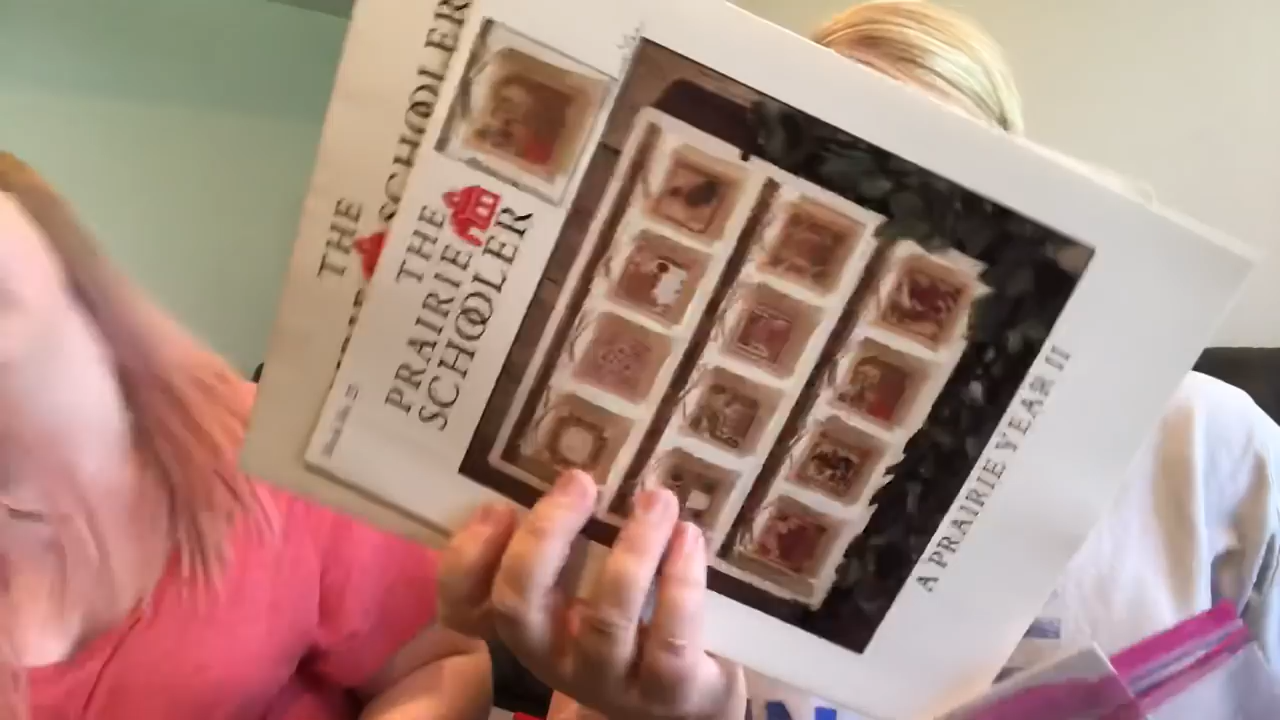 THE
SCHOOLER
THE
PRAIRIE
SCHOOLER
A PRAIRIE YEAR II